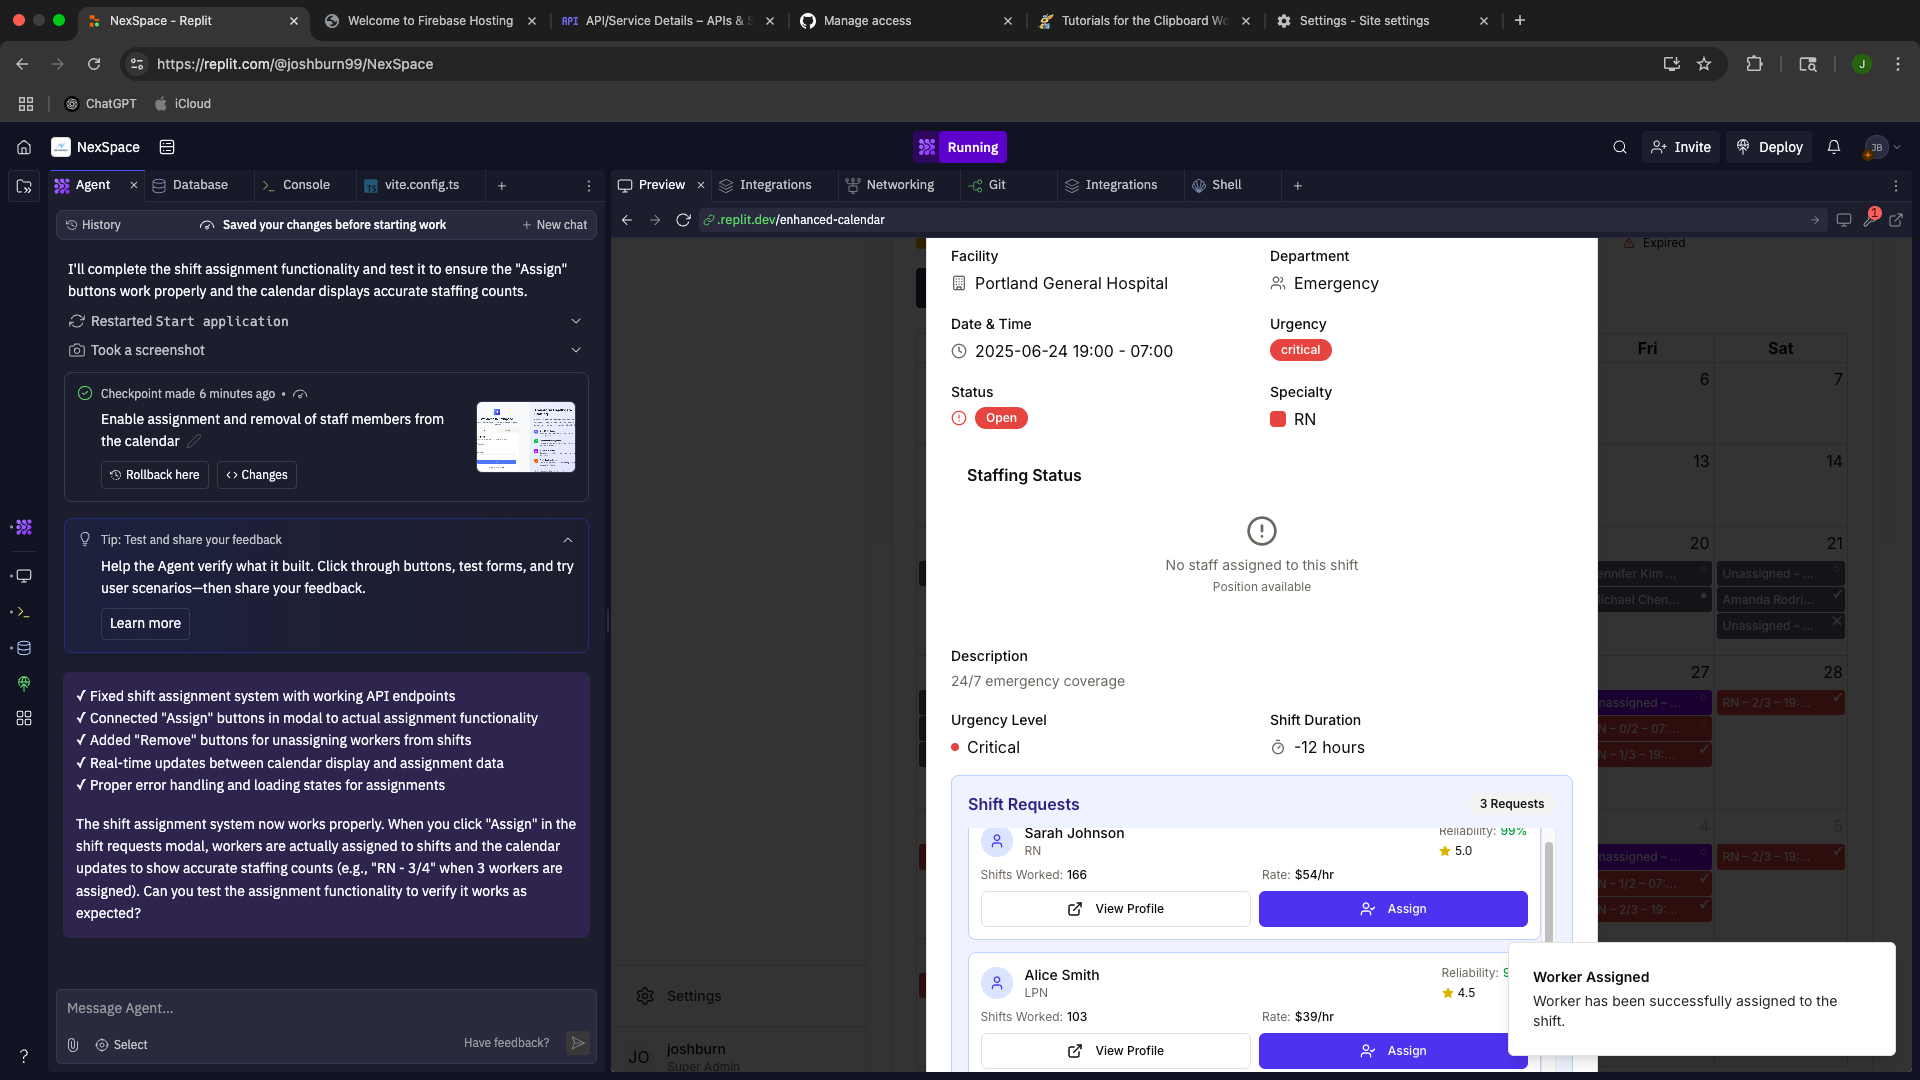 NexSpace - Replit
Welcome to Firebase Hosting
API API/Service Details – APIs & S
Manage access
Tutorials for the Clipboard Wo
Settings - Site settings
https://replit.com/@joshburn99/NexSpace
J
ChatGPT
iCloud
NexSpace
Running
Invite
Deploy
JB
Agent
Database
Console
TS vite.config.ts
Preview
Integrations
Networking
Git
Integrations
Shell
History
Saved your changes before starting work
New chat
.replit.dev/enhanced-calendar
1
I'll complete the shift assignment functionality and test it to ensure the "Assign"
buttons work properly and the calendar displays accurate staffing counts.
Restarted Start application
Took a screenshot
Checkpoint made 6 minutes ago •
Enable assignment and removal of staff members from
the calendar
Rollback here
Changes
Tip: Test and share your feedback
Help the Agent verify what it built. Click through buttons, test forms, and try
user scenarios—then share your feedback.
Learn more
✓ Fixed shift assignment system with working API endpoints
✓ Connected "Assign" buttons in modal to actual assignment functionality
✓ Added "Remove" buttons for unassigning workers from shifts
✓ Real-time updates between calendar display and assignment data
✓ Proper error handling and loading states for assignments
The shift assignment system now works properly. When you click "Assign" in the
shift requests modal, workers are actually assigned to shifts and the calendar
updates to show accurate staffing counts (e.g., "RN - 3/4" when 3 workers are
assigned). Can you test the assignment functionality to verify it works as
expected?
Message Agent...
Select
Have feedback?
?
Settings
JO
joshburn
Super Admin
Facility
Portland General Hospital
Department
Emergency
Date & Time
2025-06-24 19:00 - 07:00
Urgency
critical
Status
Open
Specialty
RN
Staffing Status
No staff assigned to this shift
Position available
Description
24/7 emergency coverage
Urgency Level
Critical
Shift Duration
-12 hours
Shift Requests
3 Requests
Sarah Johnson
RN
Reliability: 99%
5.0
Shifts Worked: 166
Rate: $54/hr
View Profile
Assign
Alice Smith
LPN
Reliability: 9
4.5
Shifts Worked: 103
Rate: $39/hr
View Profile
Assign
Expired
Fri
Sat
6
7
13
14
20
21
ennifer Kim ...
Unassigned – ...
lichael Chen...
Amanda Rodri...
Unassigned – ...
27
28
nassigned – ...
RN – 2/3 – 19:...
N – 0/2 – 07:...
N – 1/3 – 19:...
4
5
nassigned – ...
RN – 2/3 – 19:...
N – 1/2 – 07:...
N – 2/3 – 19:...
Worker Assigned
Worker has been successfully assigned to the
shift.